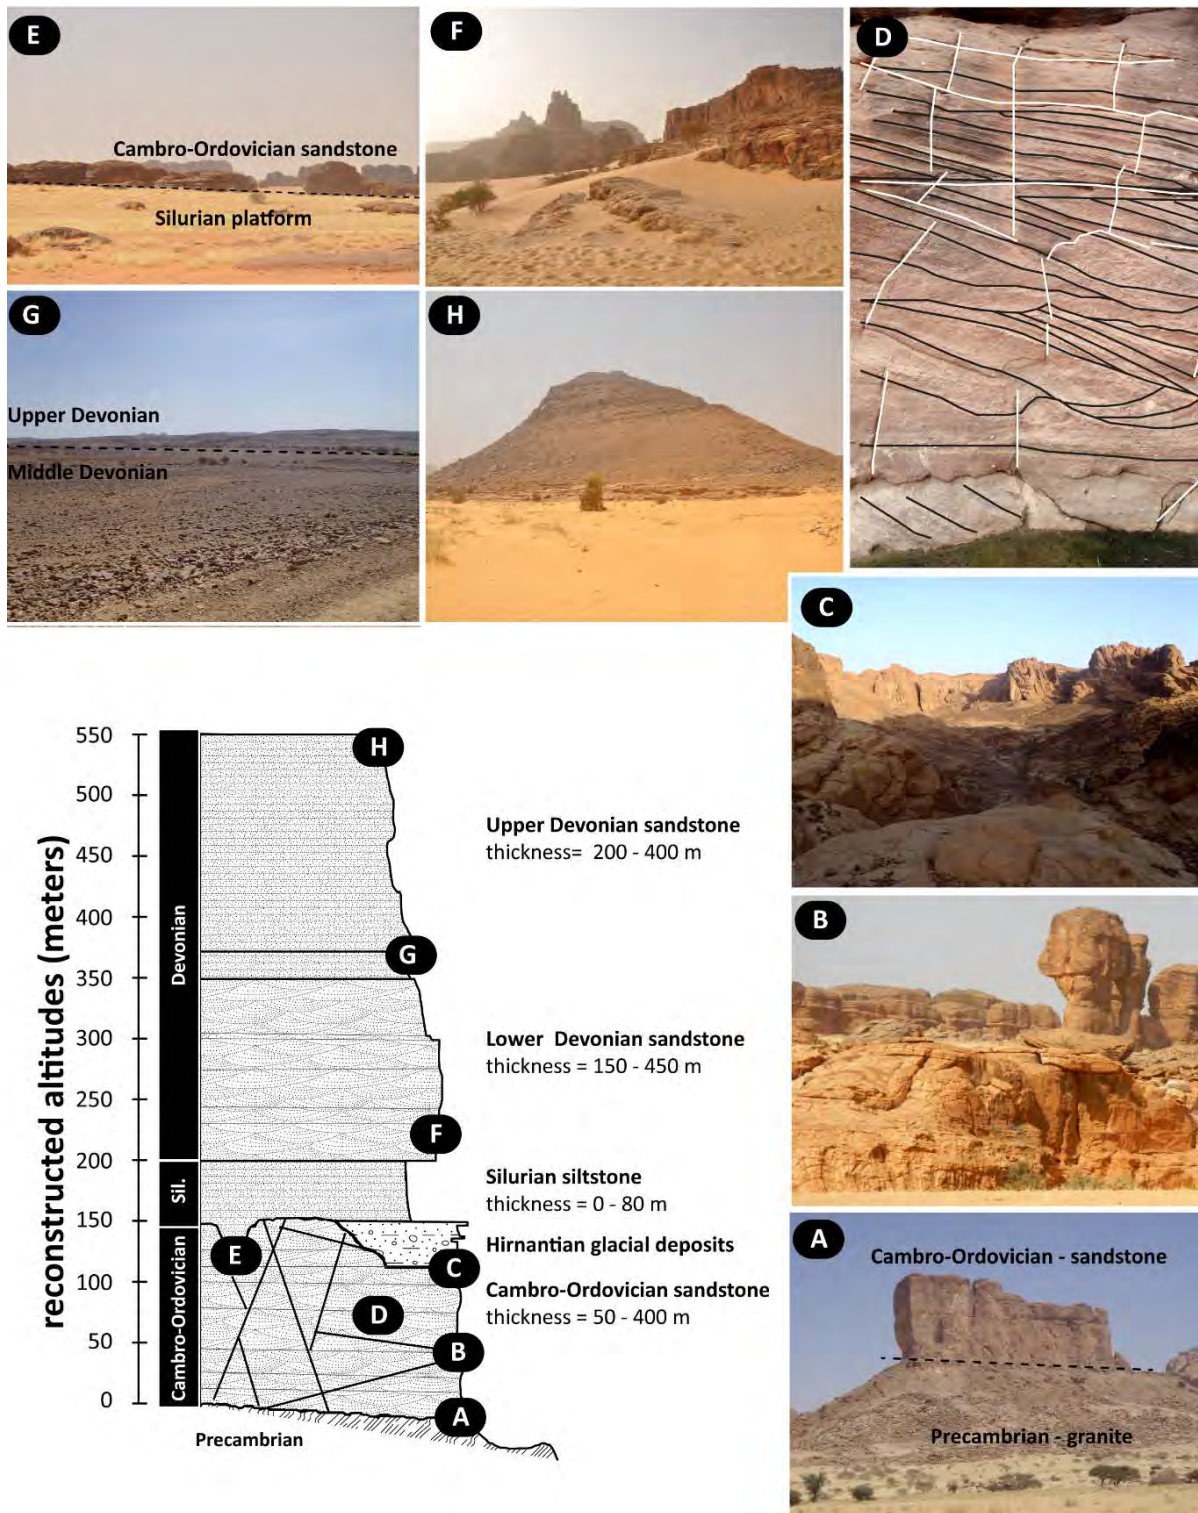 E
Cambro-Ordovician sandstone
Silurian platform
F
D
G
Upper Devonian
Middle Devonian
H
C
B
A
Cambro-Ordovician - sandstone
Precambrian - granite
reconstructed altitudes (meters)
550
500
450
400
350
300
250
200
150
100
50
0
Devonian
Sil.
Cambro-Ordovician
H
G
F
E
C
D
B
A
Precambrian
Upper Devonian sandstone
thickness= 200 - 400 m
Lower Devonian sandstone
thickness = 150 - 450 m
Silurian siltstone
thickness = 0 - 80 m
Hirnantian glacial deposits
Cambro-Ordovician sandstone
thickness = 50 - 400 m